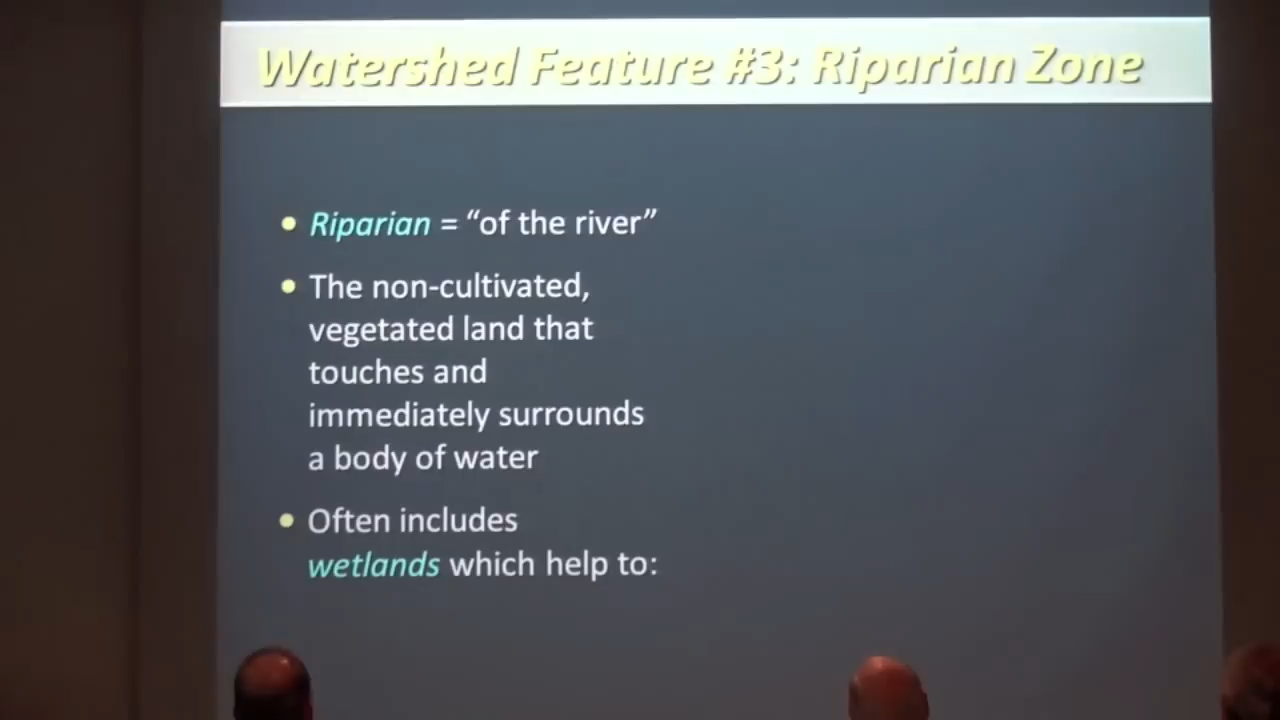 Watershed Feature #3: Riparian Zone
• Riparian = “of the river”
• The non-cultivated,
vegetated land that
touches and
immediately surrounds
a body of water
• Often includes
wetlands which help to: